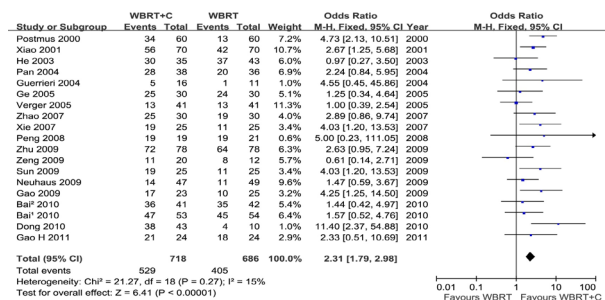 WBRT+C WBRT Odds Ratio Odds Ratio
Study or Subgroup Events Total Events Total Weight M-H. Fixed. 95% CI Year M-H. Fixed. 95% CI
Postmus 2000 34 60 13 60 7.2% 4.73 [2.13, 10.51] 2000
Xiao 2001 56 70 42 70 10.0% 2.67 [1.25, 5.68] 2001
He 2003 30 35 37 43 5.5% 0.97 [0.27, 3.50] 2003
Pan 2004 28 38 20 36 6.6% 2.24 [0.84, 5.95] 2004
Guerrieri 2004 5 16 1 11 1.0% 4.55 [0.45, 45.86] 2004
Ge 2005 25 30 24 30 5.0% 1.25 [0.34, 4.64] 2005
Verger 2005 13 41 13 41 10.9% 1.00 [0.39, 2.54] 2005
Zhao 2007 25 30 19 30 3.9% 2.89 [0.86, 9.74] 2007
Xie 2007 19 25 11 25 3.3% 4.03 [1.20, 13.53] 2007
Peng 2008 19 19 19 21 0.6% 5.00 [0.23, 111.05] 2008
Zhu 2009 72 78 64 78 5.8% 2.63 [0.95, 7.24] 2009
Zeng 2009 11 20 8 12 5.6% 0.61 [0.14, 2.71] 2009
Sun 2009 19 25 11 25 3.3% 4.03 [1.20, 13.53] 2009
Neuhaus 2009 14 47 11 49 9.3% 1.47 [0.59, 3.67] 2009
Gao 2009 17 23 10 25 3.1% 4.25 [1.25, 14.50] 2009
Bai² 2010 36 41 35 42 5.0% 1.44 [0.42, 4.97] 2010
Bai¹ 2010 47 53 45 54 6.1% 1.57 [0.52, 4.76] 2010
Dong 2010 38 43 4 10 1.0% 11.40 [2.37, 54.88] 2010
Gao H 2011 21 24 18 24 2.7% 2.33 [0.51, 10.69] 2011
Total (95% CI) 718 686 100.0% 2.31 [1.79, 2.98]
Total events 529 405
Heterogeneity: Chi² = 21.27, df = 18 (P = 0.27); I² = 15%
Test for overall effect: Z = 6.41 (P < 0.00001)
0.01 0.1 1 10 100
Favours WBRT Favours WBRT+C